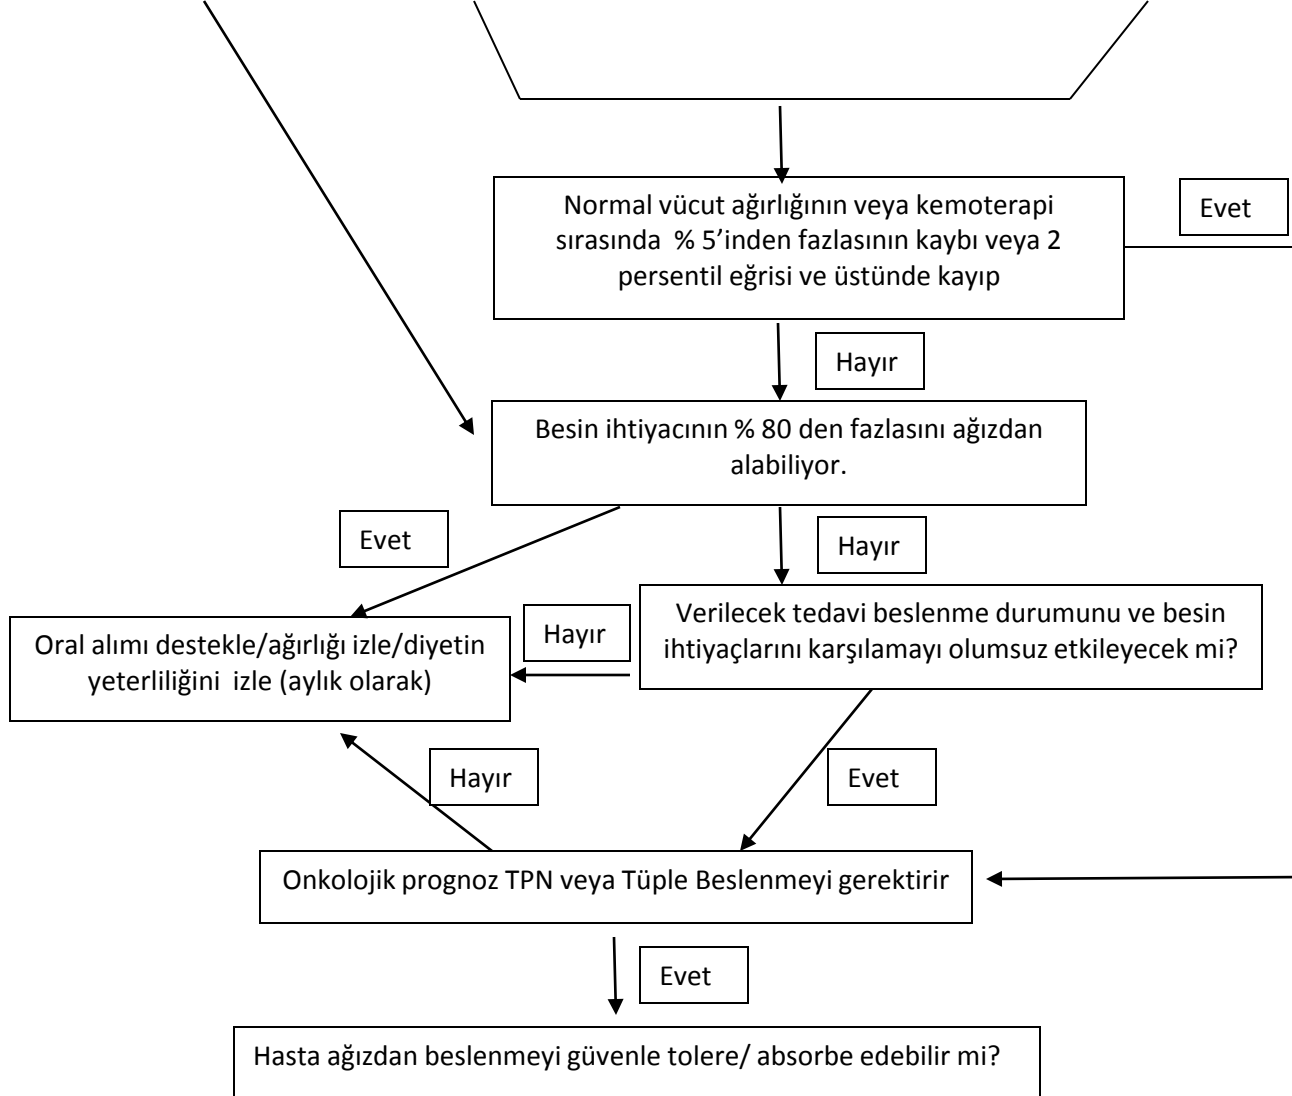 Normal vücut ağırlığının veya kemoterapi
sırasında % 5’inden fazlasının kaybı veya 2
persentil eğrisi ve üstünde kayıp
Evet
Hayır
Besin ihtiyacının % 80 den fazlasını ağızdan
alabiliyor.
Evet
Hayır
Verilecek tedavi beslenme durumunu ve besin
ihtiyaçlarını karşılamayı olumsuz etkileyecek mi?
Hayır
Oral alımı destekle/ağırlığı izle/diyetin
yeterliliğini izle (aylık olarak)
Hayır
Evet
Onkolojik prognoz TPN veya Tüple Beslenmeyi gerektirir
Evet
Hasta ağızdan beslenmeyi güvenle tolere/ absorbe edebilir mi?